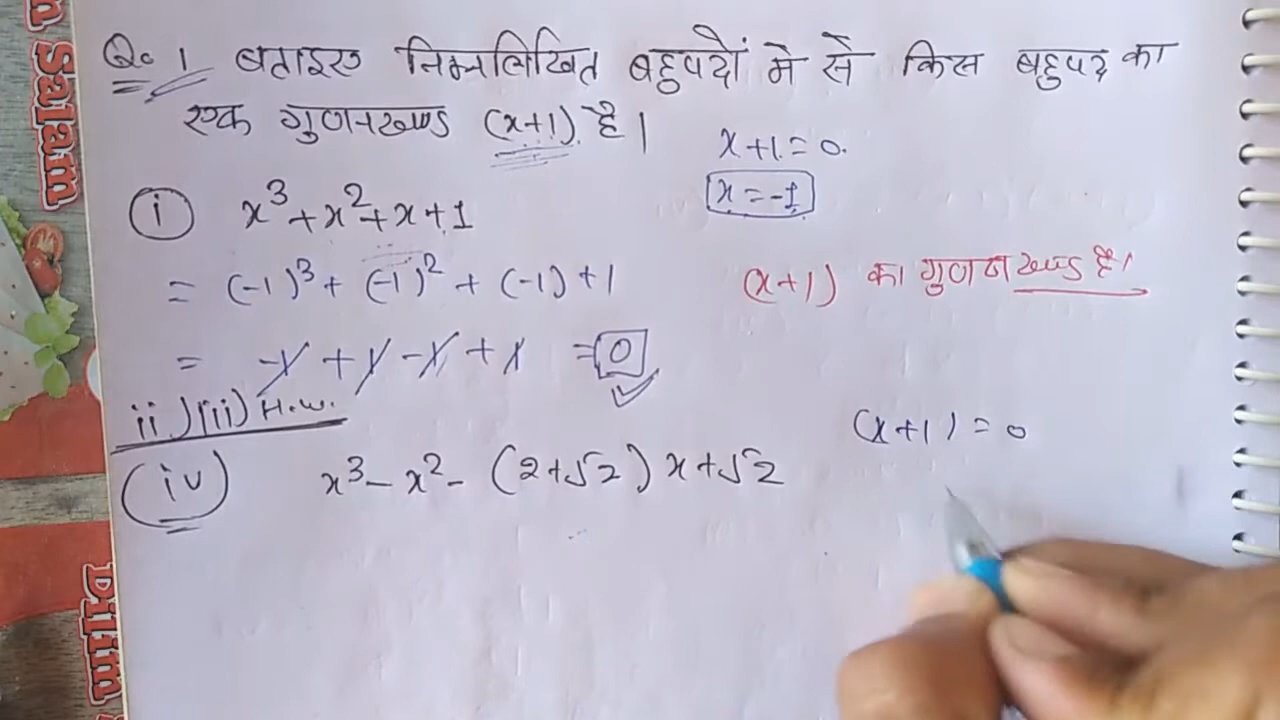 Q. 1 बताइए निम्नलिखित बहुपदों मे से किस बहुपद का
एक गुणनखण्ड (x+1) है।
x+1=0.
x=-1
(i) x³+x²+x+1
= (-1)³+(-1)²+(-1)+1
(x+1) का गुणनखण्ड है।
= -1+1-1+1 =0
ii)iii) H.W.
(x+1)=0
(iv) x³-x²-(2+√2)x+√2
n Salam
Dilim